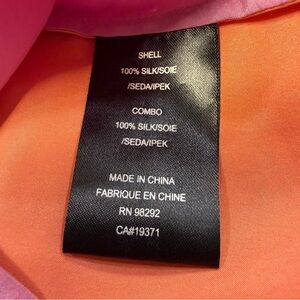 SHELL
100% SILK/SOIE
/SEDA/IPEK
COMBO
100% SILK/SOIE
/SEDA/IPEK
MADE IN CHINA
FABRIQUE EN CHINE
RN 98292
CA#19371